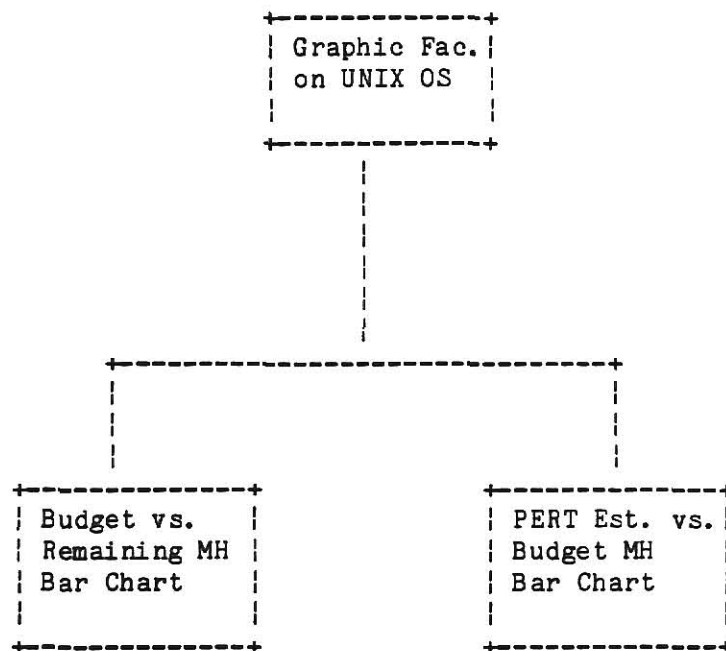 Graphic Fac.
on UNIX OS
Budget vs.
Remaining MH
Bar Chart
PERT Est. vs.
Budget MH
Bar Chart